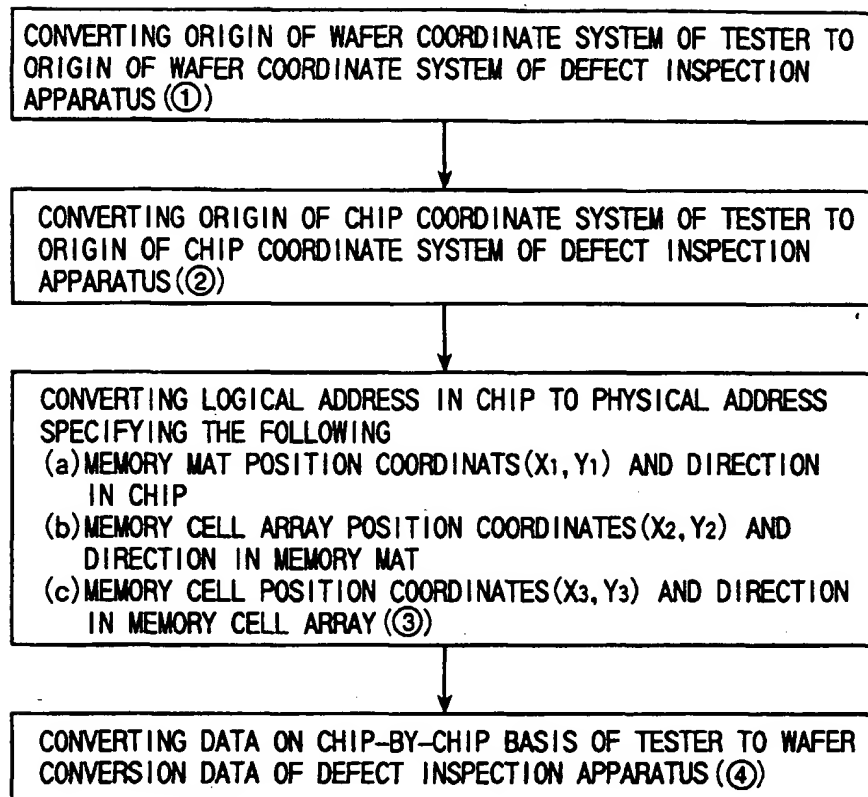 CONVERTING ORIGIN OF WAFER COORDINATE SYSTEM OF TESTER TO
ORIGIN OF WAFER COORDINATE SYSTEM OF DEFECT INSPECTION
APPARATUS(①)
CONVERTING ORIGIN OF CHIP COORDINATE SYSTEM OF TESTER TO
ORIGIN OF CHIP COORDINATE SYSTEM OF DEFECT INSPECTION
APPARATUS(②)
CONVERTING LOGICAL ADDRESS IN CHIP TO PHYSICAL ADDRESS
SPECIFYING THE FOLLOWING
(a)MEMORY MAT POSITION COORDINATS(X1,Y1) AND DIRECTION
IN CHIP
(b)MEMORY CELL ARRAY POSITION COORDINATES(X2,Y2) AND
DIRECTION IN MEMORY MAT
(c)MEMORY CELL POSITION COORDINATES(X3,Y3) AND DIRECTION
IN MEMORY CELL ARRAY(③)
CONVERTING DATA ON CHIP-BY-CHIP BASIS OF TESTER TO WAFER
CONVERSION DATA OF DEFECT INSPECTION APPARATUS(④)